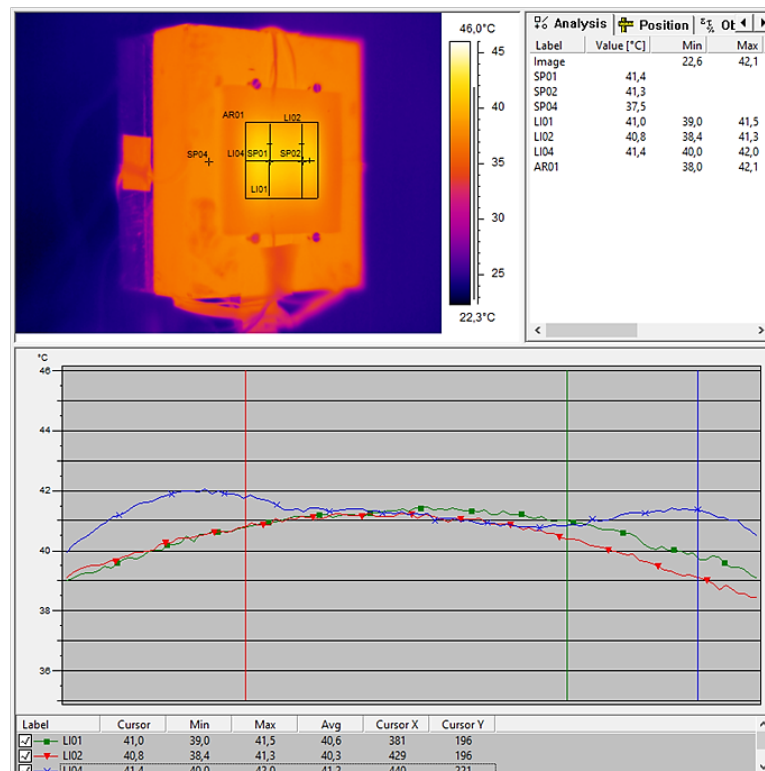 46,0°C
45
40
35
30
25
22,3°C
AR01
LI02
SP04
LI04
SP01
SP02
LI01
Analysis Position
Label Value [°C] Min Max
Image 22,6 42,1
SP01 41,4
SP02 41,3
SP04 37,5
LI01 41,0 39,0 41,5
LI02 40,8 38,4 41,3
LI04 41,4 40,0 42,0
AR01 38,0 42,1
°C
46
44
42
40
38
36
Label Cursor Min Max Avg Cursor X Cursor Y
LI01 41,0 39,0 41,5 40,6 381 196
LI02 40,8 38,4 41,3 40,3 429 196